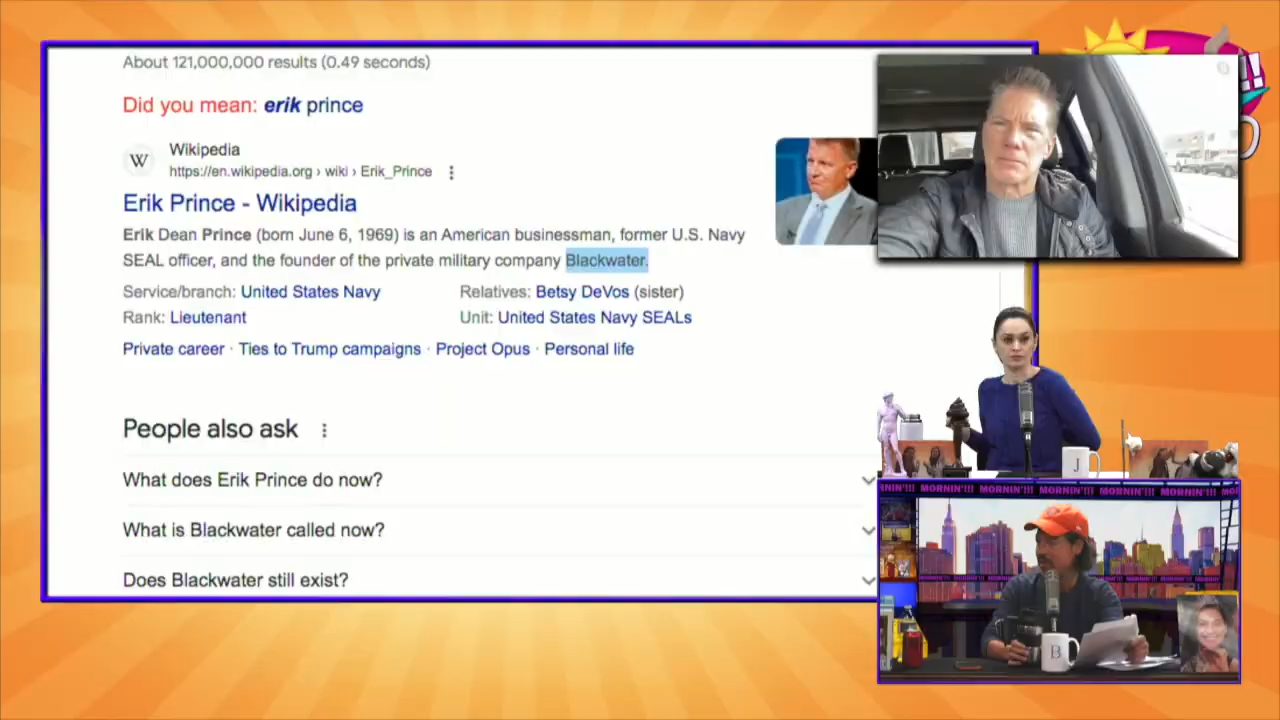 About 121,000,000 results (0.49 seconds)
Did you mean: erik prince
W
Wikipedia
https://en.wikipedia.org › wiki › Erik_Prince
Erik Prince - Wikipedia
Erik Dean Prince (born June 6, 1969) is an American businessman, former U.S. Navy
SEAL officer, and the founder of the private military company Blackwater.
Service/branch: United States Navy
Relatives: Betsy DeVos (sister)
Rank: Lieutenant
Unit: United States Navy SEALs
Private career · Ties to Trump campaigns · Project Opus · Personal life
People also ask
What does Erik Prince do now?
What is Blackwater called now?
Does Blackwater still exist?
!!
J
RNIN'!!! MORNIN'!!! MORNIN'!!! MORNIN'!!! MORNIN'!!! MO
B